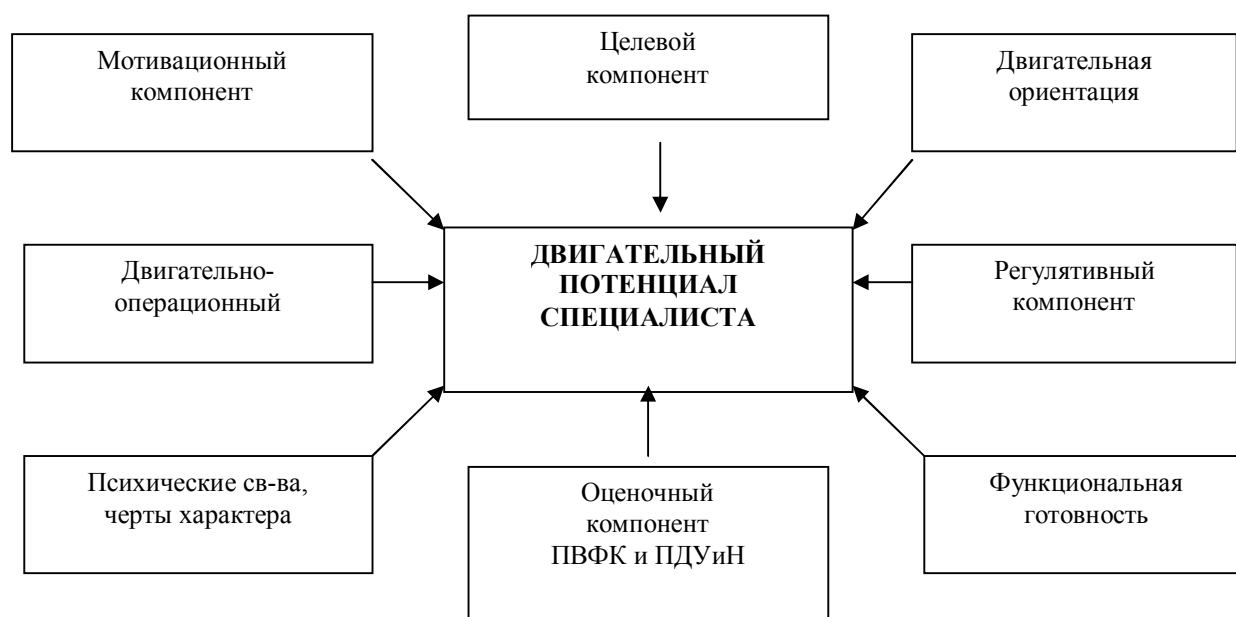 Мотивационный
компонент
Целевой
компонент
Двигательная
ориентация
Двигательно-
операционный
ДВИГАТЕЛЬНЫЙ
ПОТЕНЦИАЛ
СПЕЦИАЛИСТА
Регулятивный
компонент
Психические св-ва,
черты характера
Оценочный
компонент
ПВФК и ПДУиН
Функциональная
готовность